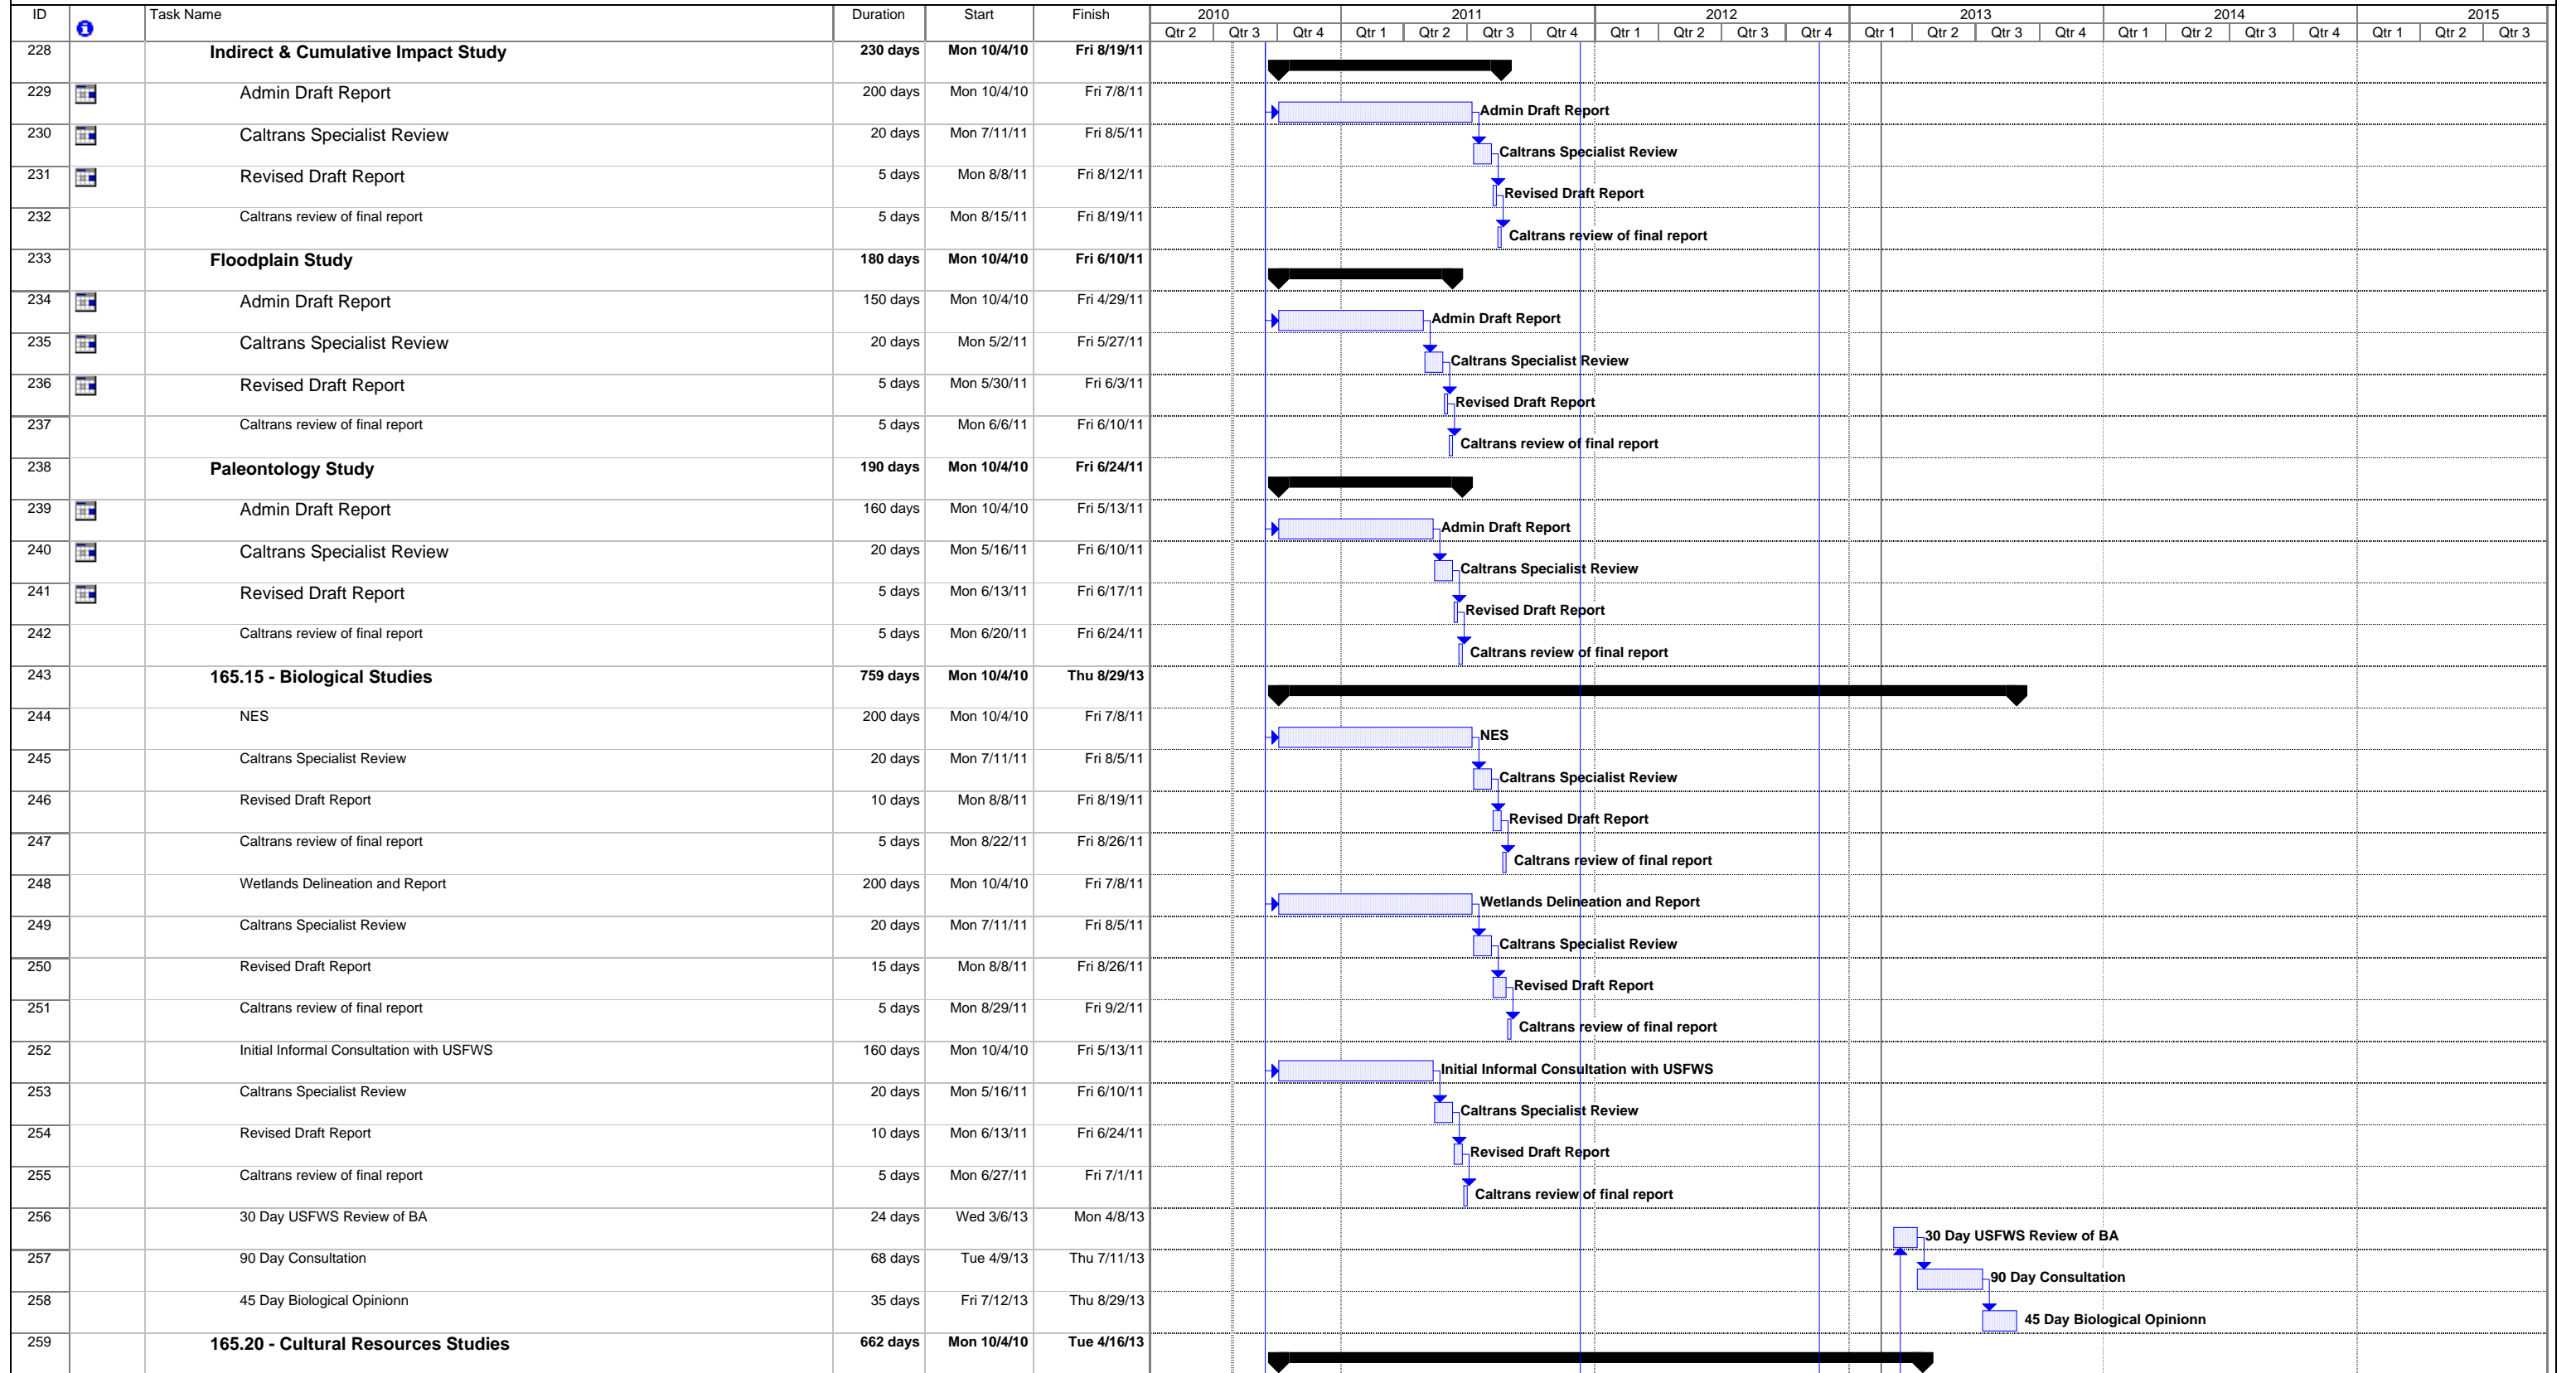 ID Task Name Duration Start Finish 2010 2011 2012 2013 2014 2015
Qtr 2 Qtr 3 Qtr 4 Qtr 1 Qtr 2 Qtr 3 Qtr 4 Qtr 1 Qtr 2 Qtr 3 Qtr 4 Qtr 1 Qtr 2 Qtr 3 Qtr 4 Qtr 1 Qtr 2 Qtr 3 Qtr 4 Qtr 1 Qtr 2 Qtr 3
228 Indirect & Cumulative Impact Study 230 days Mon 10/4/10 Fri 8/19/11
229 Admin Draft Report 200 days Mon 10/4/10 Fri 7/8/11
Admin Draft Report
230 Caltrans Specialist Review 20 days Mon 7/11/11 Fri 8/5/11
Caltrans Specialist Review
231 Revised Draft Report 5 days Mon 8/8/11 Fri 8/12/11
Revised Draft Report
232 Caltrans review of final report 5 days Mon 8/15/11 Fri 8/19/11
Caltrans review of final report
233 Floodplain Study 180 days Mon 10/4/10 Fri 6/10/11
234 Admin Draft Report 150 days Mon 10/4/10 Fri 4/29/11
Admin Draft Report
235 Caltrans Specialist Review 20 days Mon 5/2/11 Fri 5/27/11
Caltrans Specialist Review
236 Revised Draft Report 5 days Mon 5/30/11 Fri 6/3/11
Revised Draft Report
237 Caltrans review of final report 5 days Mon 6/6/11 Fri 6/10/11
Caltrans review of final report
238 Paleontology Study 190 days Mon 10/4/10 Fri 6/24/11
239 Admin Draft Report 160 days Mon 10/4/10 Fri 5/13/11
Admin Draft Report
240 Caltrans Specialist Review 20 days Mon 5/16/11 Fri 6/10/11
Caltrans Specialist Review
241 Revised Draft Report 5 days Mon 6/13/11 Fri 6/17/11
Revised Draft Report
242 Caltrans review of final report 5 days Mon 6/20/11 Fri 6/24/11
Caltrans review of final report
243 165.15 - Biological Studies 759 days Mon 10/4/10 Thu 8/29/13
244 NES 200 days Mon 10/4/10 Fri 7/8/11
NES
245 Caltrans Specialist Review 20 days Mon 7/11/11 Fri 8/5/11
Caltrans Specialist Review
246 Revised Draft Report 10 days Mon 8/8/11 Fri 8/19/11
Revised Draft Report
247 Caltrans review of final report 5 days Mon 8/22/11 Fri 8/26/11
Caltrans review of final report
248 Wetlands Delineation and Report 200 days Mon 10/4/10 Fri 7/8/11
Wetlands Delineation and Report
249 Caltrans Specialist Review 20 days Mon 7/11/11 Fri 8/5/11
Caltrans Specialist Review
250 Revised Draft Report 15 days Mon 8/8/11 Fri 8/26/11
Revised Draft Report
251 Caltrans review of final report 5 days Mon 8/29/11 Fri 9/2/11
Caltrans review of final report
252 Initial Informal Consultation with USFWS 160 days Mon 10/4/10 Fri 5/13/11
Initial Informal Consultation with USFWS
253 Caltrans Specialist Review 20 days Mon 5/16/11 Fri 6/10/11
Caltrans Specialist Review
254 Revised Draft Report 10 days Mon 6/13/11 Fri 6/24/11
Revised Draft Report
255 Caltrans review of final report 5 days Mon 6/27/11 Fri 7/1/11
Caltrans review of final report
256 30 Day USFWS Review of BA 24 days Wed 3/6/13 Mon 4/8/13
30 Day USFWS Review of BA
257 90 Day Consultation 68 days Tue 4/9/13 Thu 7/11/13
90 Day Consultation
258 45 Day Biological Opinionn 35 days Fri 7/12/13 Thu 8/29/13
45 Day Biological Opinionn
259 165.20 - Cultural Resources Studies 662 days Mon 10/4/10 Tue 4/16/13